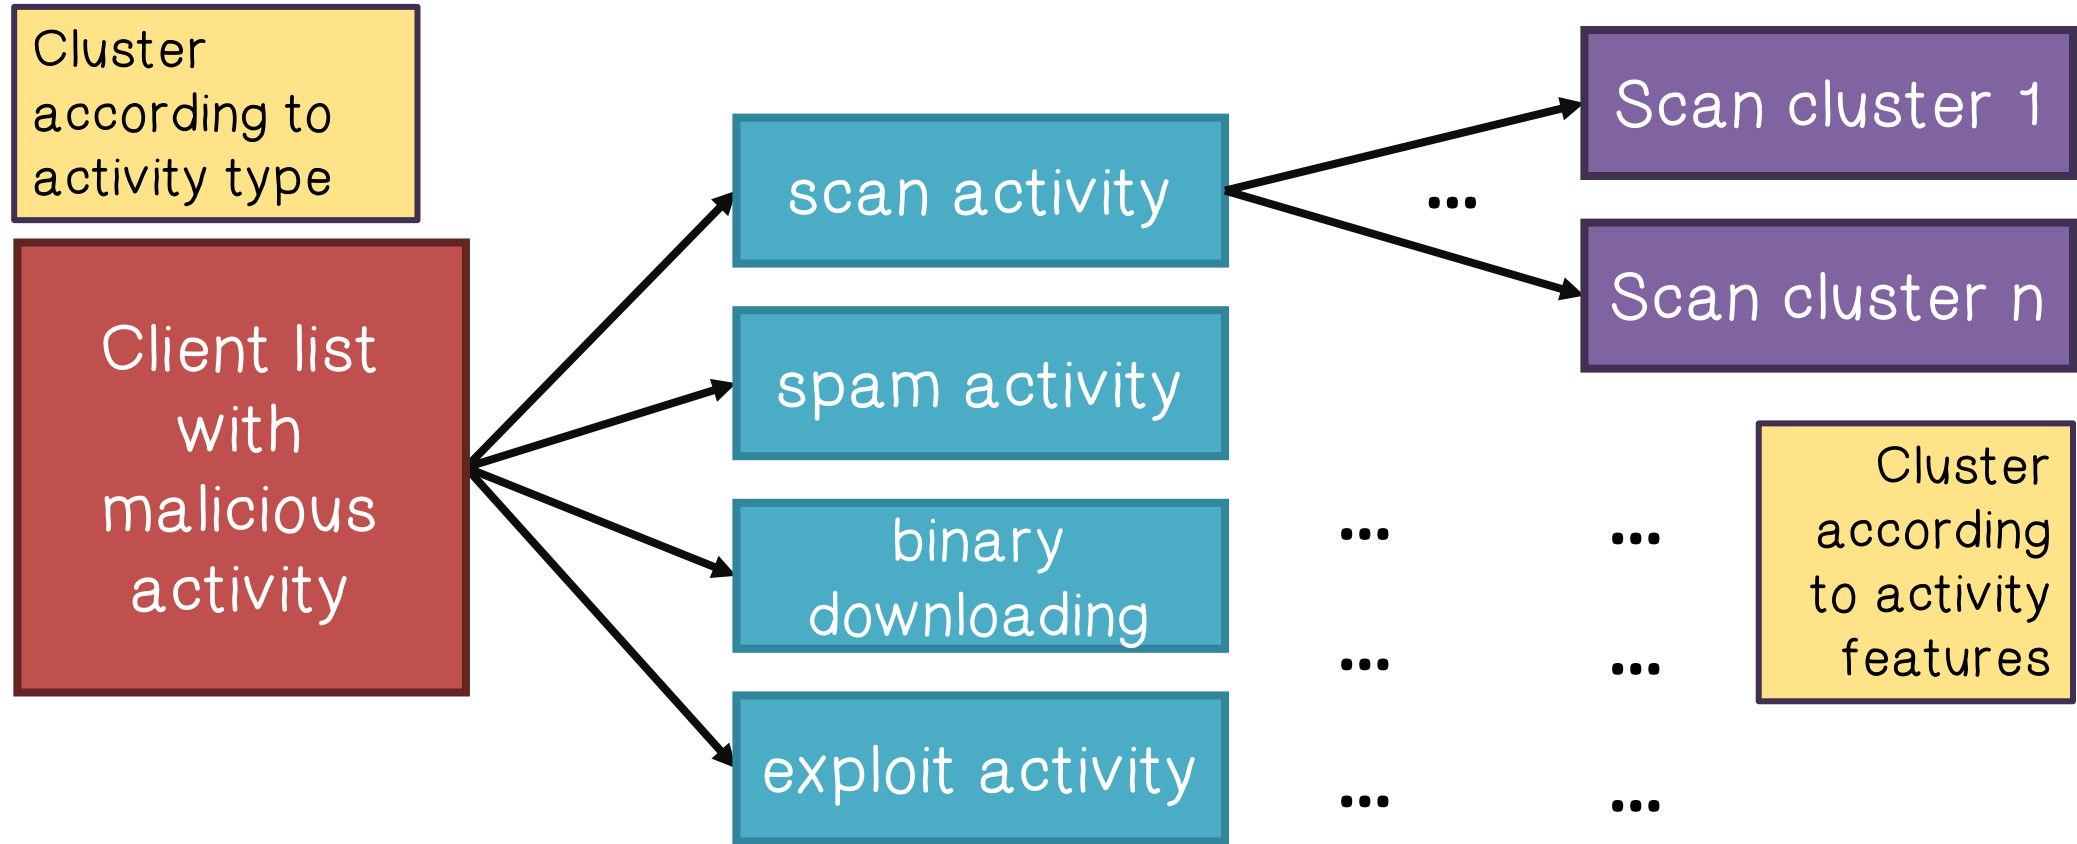 Cluster
according to
activity type
Client list
with
malicious
activity
scan activity
spam activity
binary
downloading
exploit activity
...
Scan cluster 1
Scan cluster n
... ...
... ...
... ...
Cluster
according
to activity
features